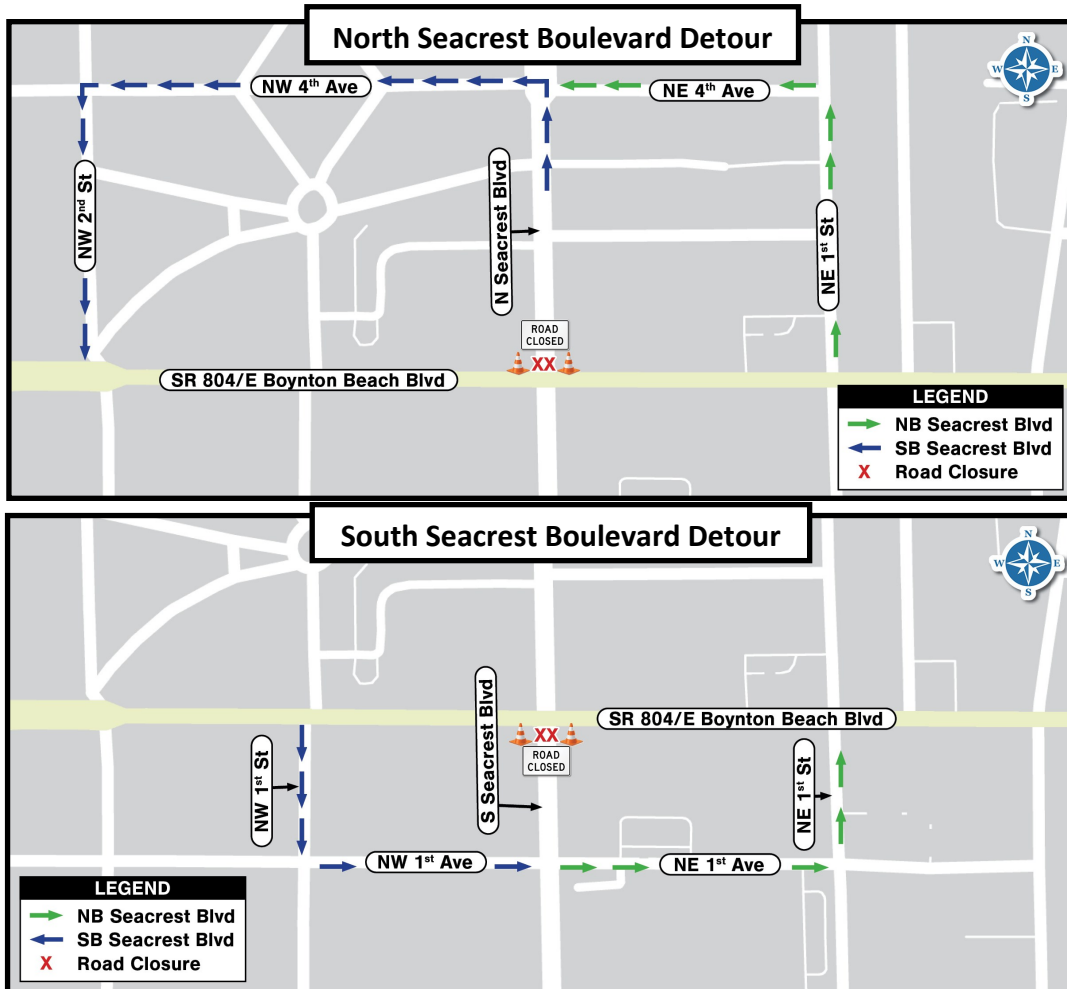 North Seacrest Boulevard Detour
N
W E
S
NW 4th Ave
NE 4th Ave
NW 2nd St
N Seacrest Blvd
NE 1st St
ROAD
CLOSED
XX
SR 804/E Boynton Beach Blvd
LEGEND
NB Seacrest Blvd
SB Seacrest Blvd
X Road Closure
South Seacrest Boulevard Detour
N
W E
S
S Seacrest Blvd
SR 804/E Boynton Beach Blvd
XX
ROAD
CLOSED
NW 1st St
NE 1st St
NW 1st Ave
NE 1st Ave
LEGEND
NB Seacrest Blvd
SB Seacrest Blvd
X Road Closure